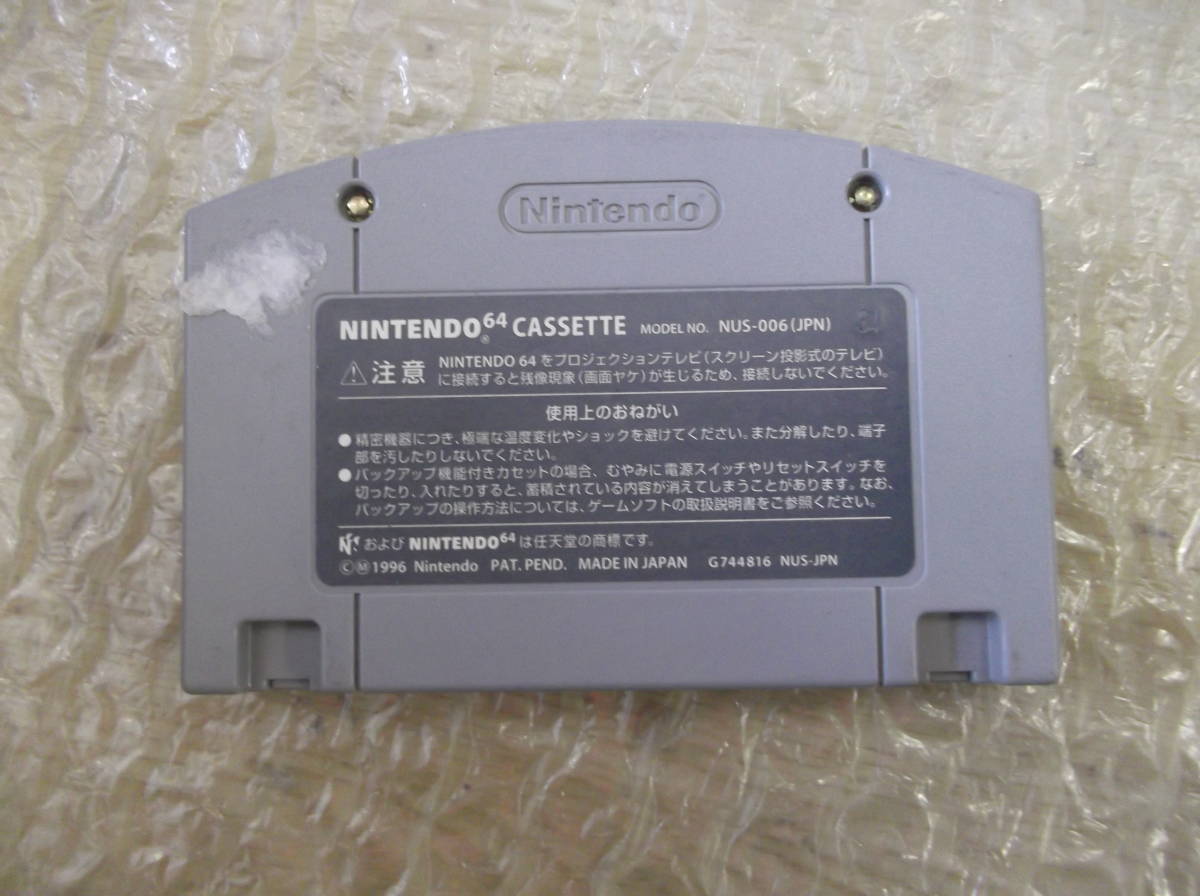 Nintendo
NINTENDO64 CASSETTE MODEL NO. NUS-006(JPN)
注意 NINTENDO 64 をプロジェクションテレビ(スクリーン投影式のテレビ)
に接続すると残像現象(画面ヤケ)が生じるため、接続しないでください。
使用上のおねがい
●精密機器につき、極端な温度変化やショックを避けてください。また分解したり、端子
部を汚したりしないでください。
●バックアップ機能付きカセットの場合、むやみに電源スイッチやリセットスイッチを
切ったり、入れたりすると、蓄積されている内容が消えてしまうことがあります。なお、
バックアップの操作方法については、ゲームソフトの取扱説明書をご参照ください。
および NINTENDO64 は任天堂の商標です。
ⒸⓂ1996 Nintendo PAT. PEND. MADE IN JAPAN G744816 NUS-JPN